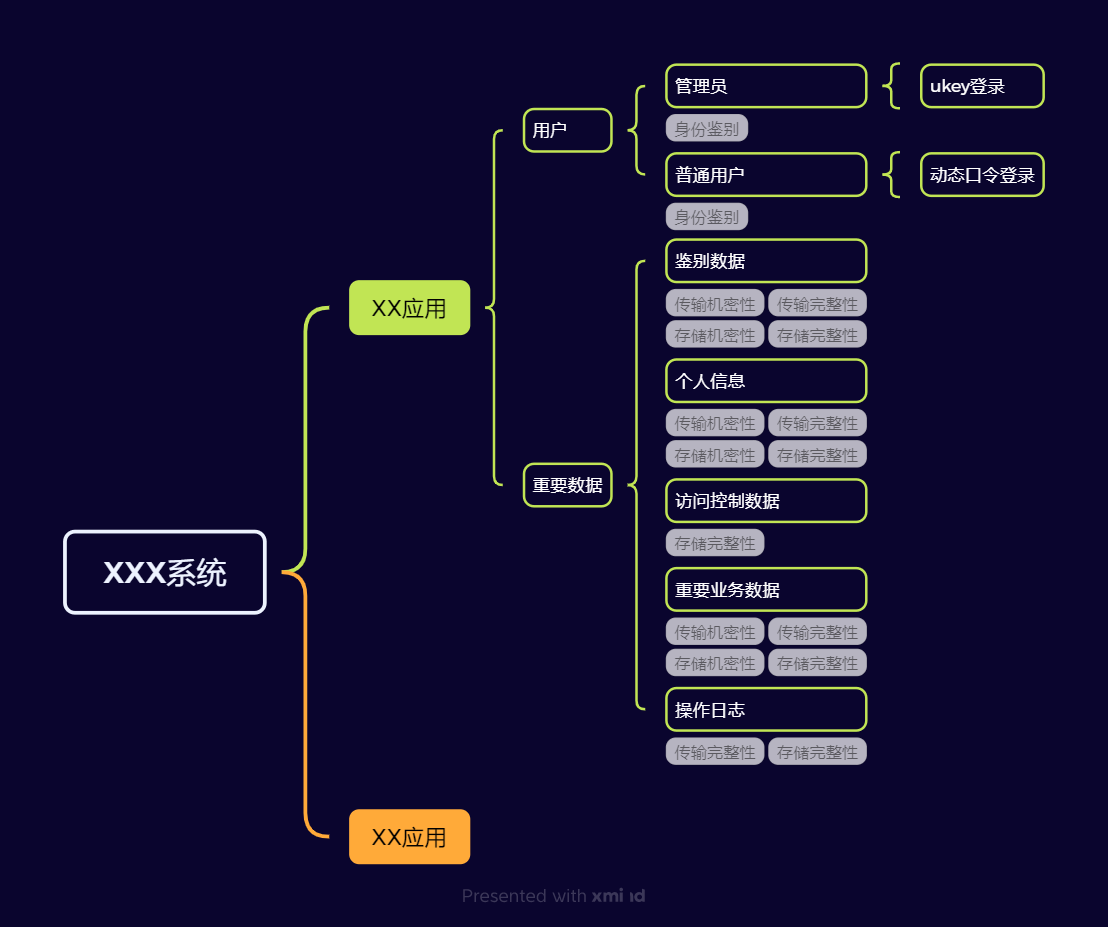 XXX系统
XX应用
用户
管理员
身份鉴别
ukey登录
普通用户
身份鉴别
动态口令登录
重要数据
鉴别数据
传输机密性 传输完整性
存储机密性 存储完整性
个人信息
传输机密性 传输完整性
存储机密性 存储完整性
访问控制数据
存储完整性
重要业务数据
传输机密性 传输完整性
存储机密性 存储完整性
操作日志
传输完整性 存储完整性
XX应用
Presented with xmind